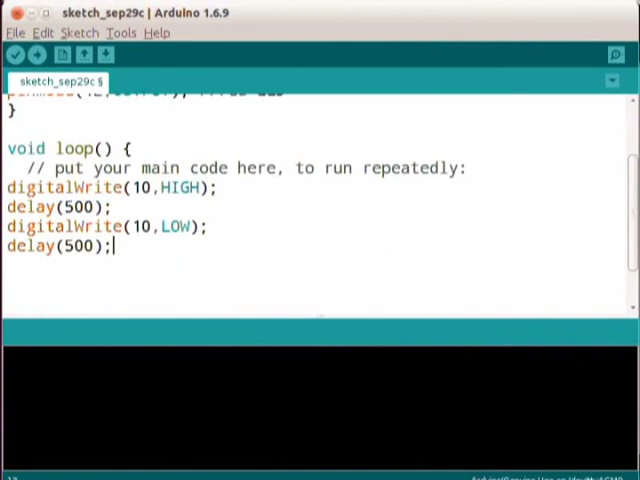 sketch_sep29c | Arduino 1.6.9
File Edit Sketch Tools Help
sketch_sep29c §
}
void loop() {
// put your main code here, to run repeatedly:
digitalWrite(10,HIGH);
delay(500);
digitalWrite(10,LOW);
delay(500);